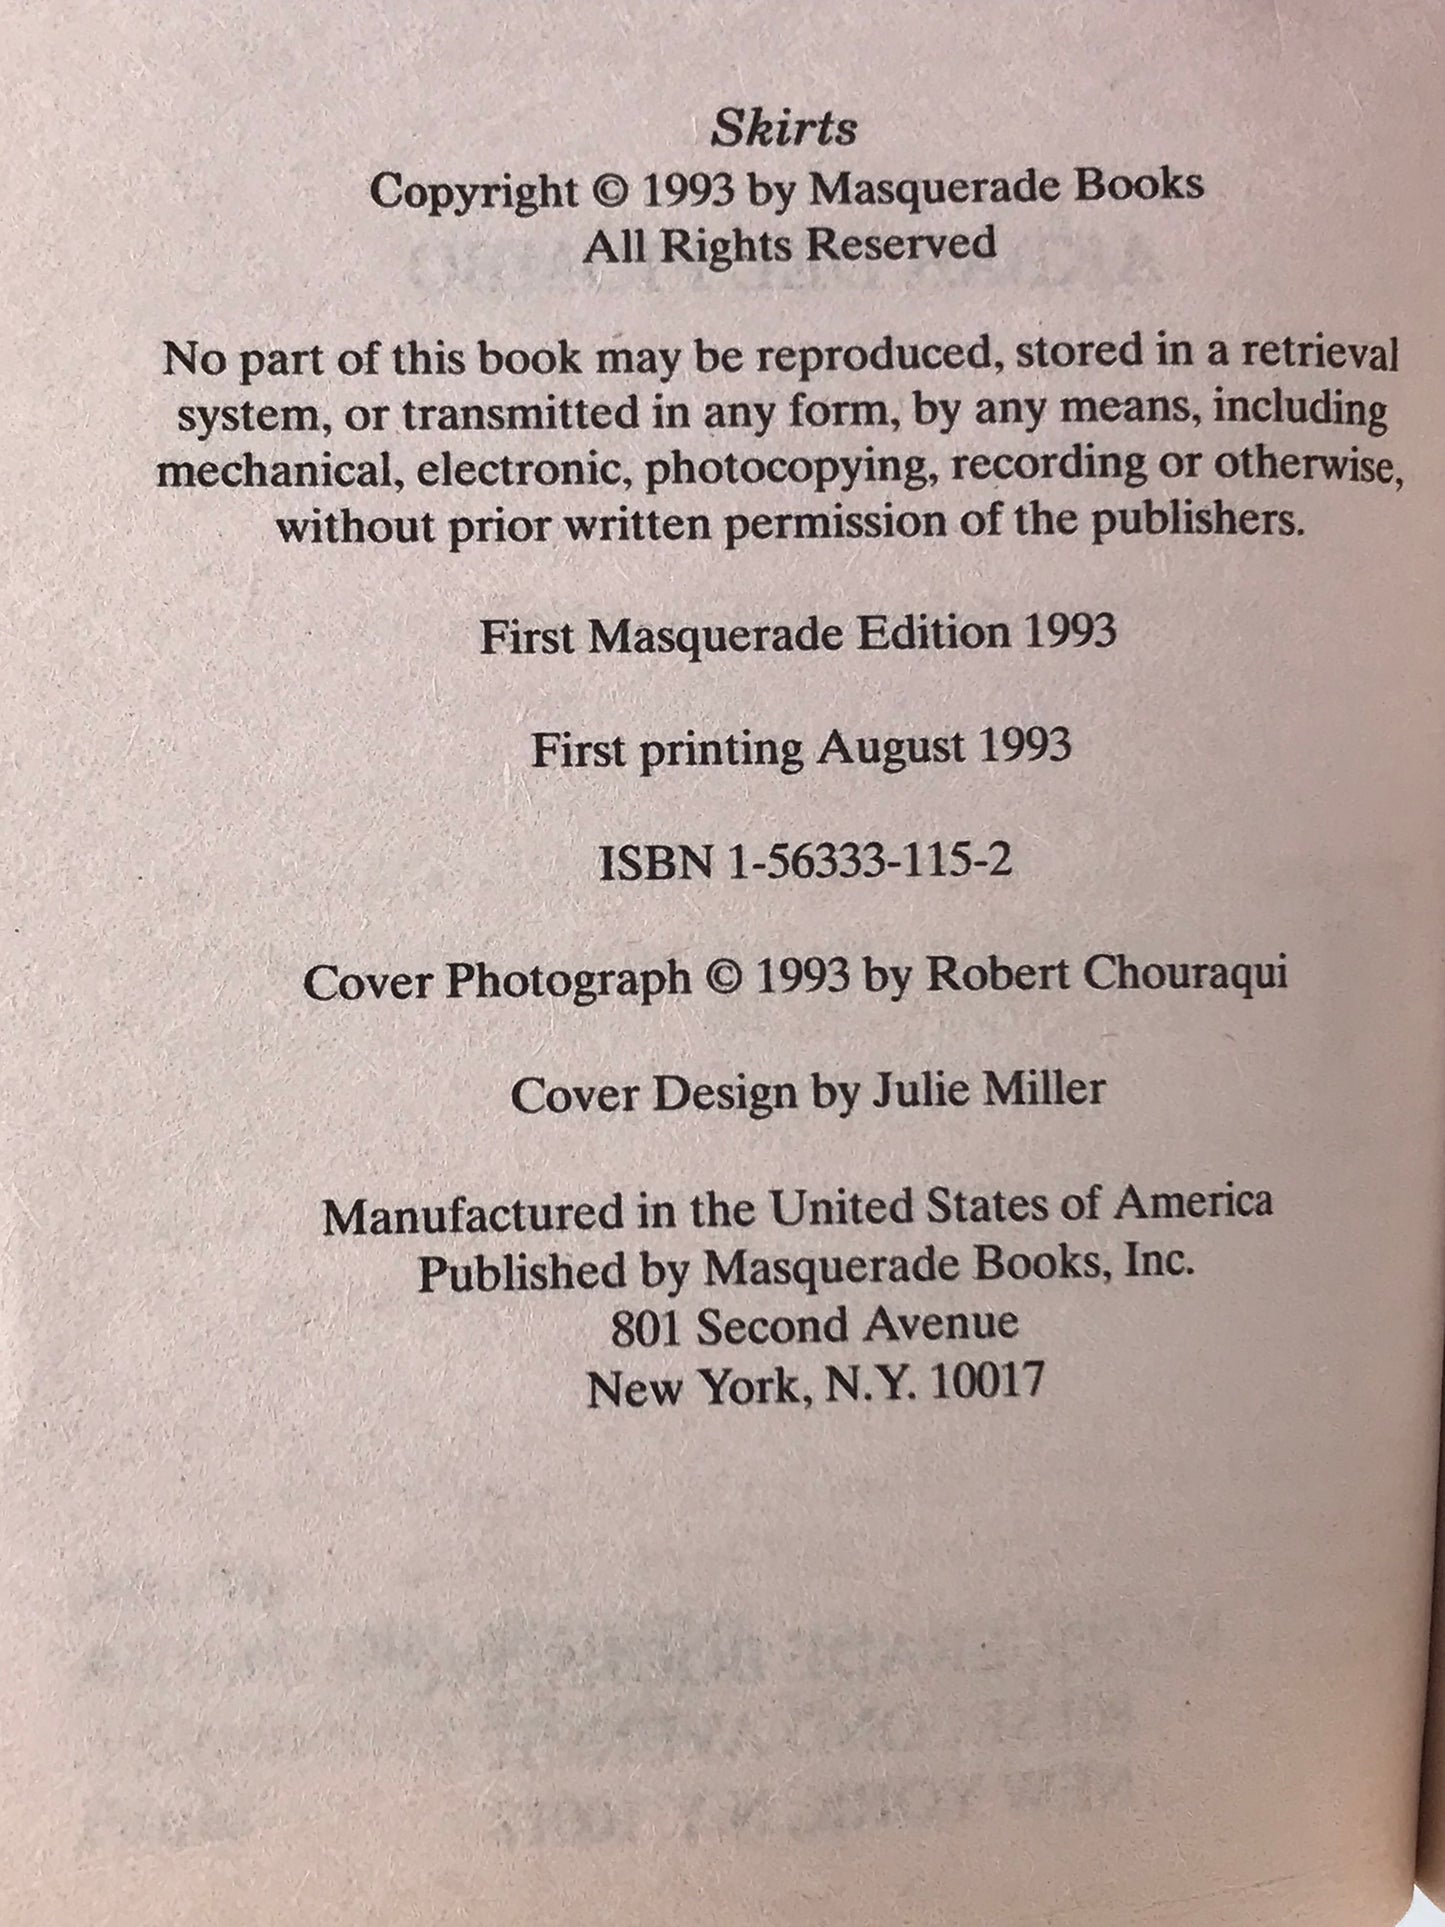 Skirts
Copyright © 1993 by Masquerade Books
All Rights Reserved
No part of this book may be reproduced, stored in a retrieval
system, or transmitted in any form, by any means, including
mechanical, electronic, photocopying, recording or otherwise,
without prior written permission of the publishers.
First Masquerade Edition 1993
First printing August 1993
ISBN 1-56333-115-2
Cover Photograph © 1993 by Robert Chouraqui
Cover Design by Julie Miller
Manufactured in the United States of America
Published by Masquerade Books, Inc.
801 Second Avenue
New York, N.Y. 10017